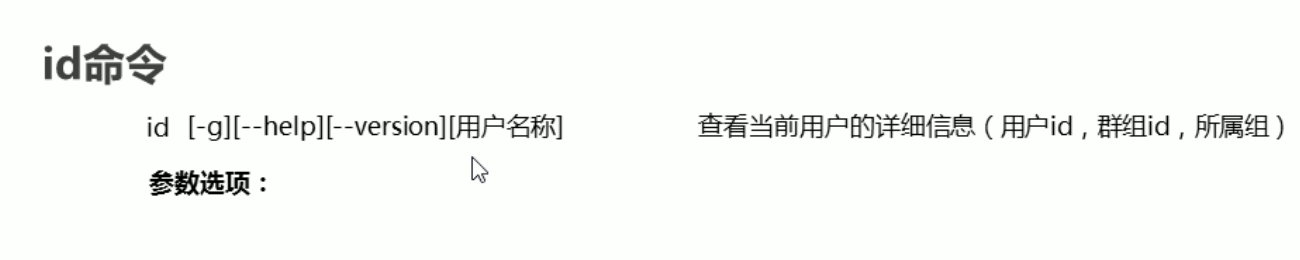 id命令
id [-g][--help][--version][用户名称] 查看当前用户的详细信息（用户id，群组id，所属组）
参数选项：